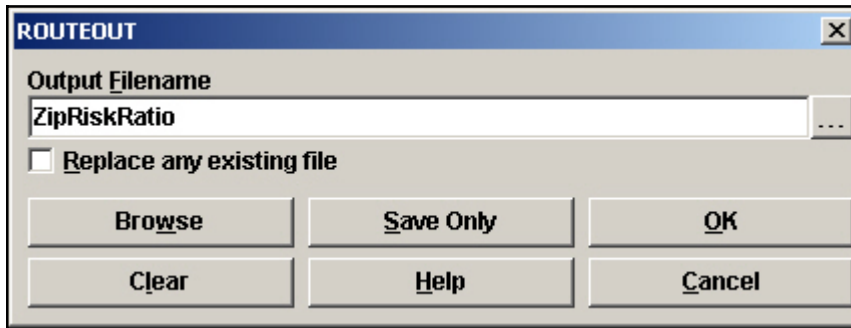 ROUTEOUT
Output Filename
ZipRiskRatio
...
Replace any existing file
Browse Save Only OK
Clear Help Cancel